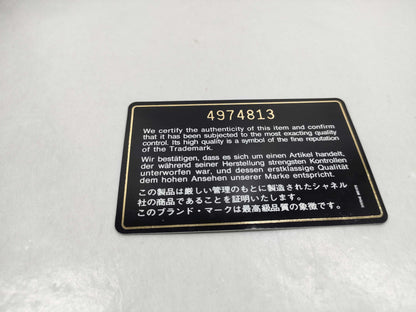 4974813
We certify the authenticity of this item and confirm
that it has been subjected to the most exacting quality
control. Its high quality is a symbol of the fine reputation
of the Trademark.
Wir bestätigen, dass es sich um einen Artikel handelt,
der während seiner Herstellung strengsten Kontrollen
unterworfen war, und dessen erstklassige Qualität
dem hohen Ansehen unserer Marke entspricht.
この製品は厳しい管理のもとに製造されたシャネル
社の商品であることを証明いたします。
このブランド・マークは最高級品質の象徴です。